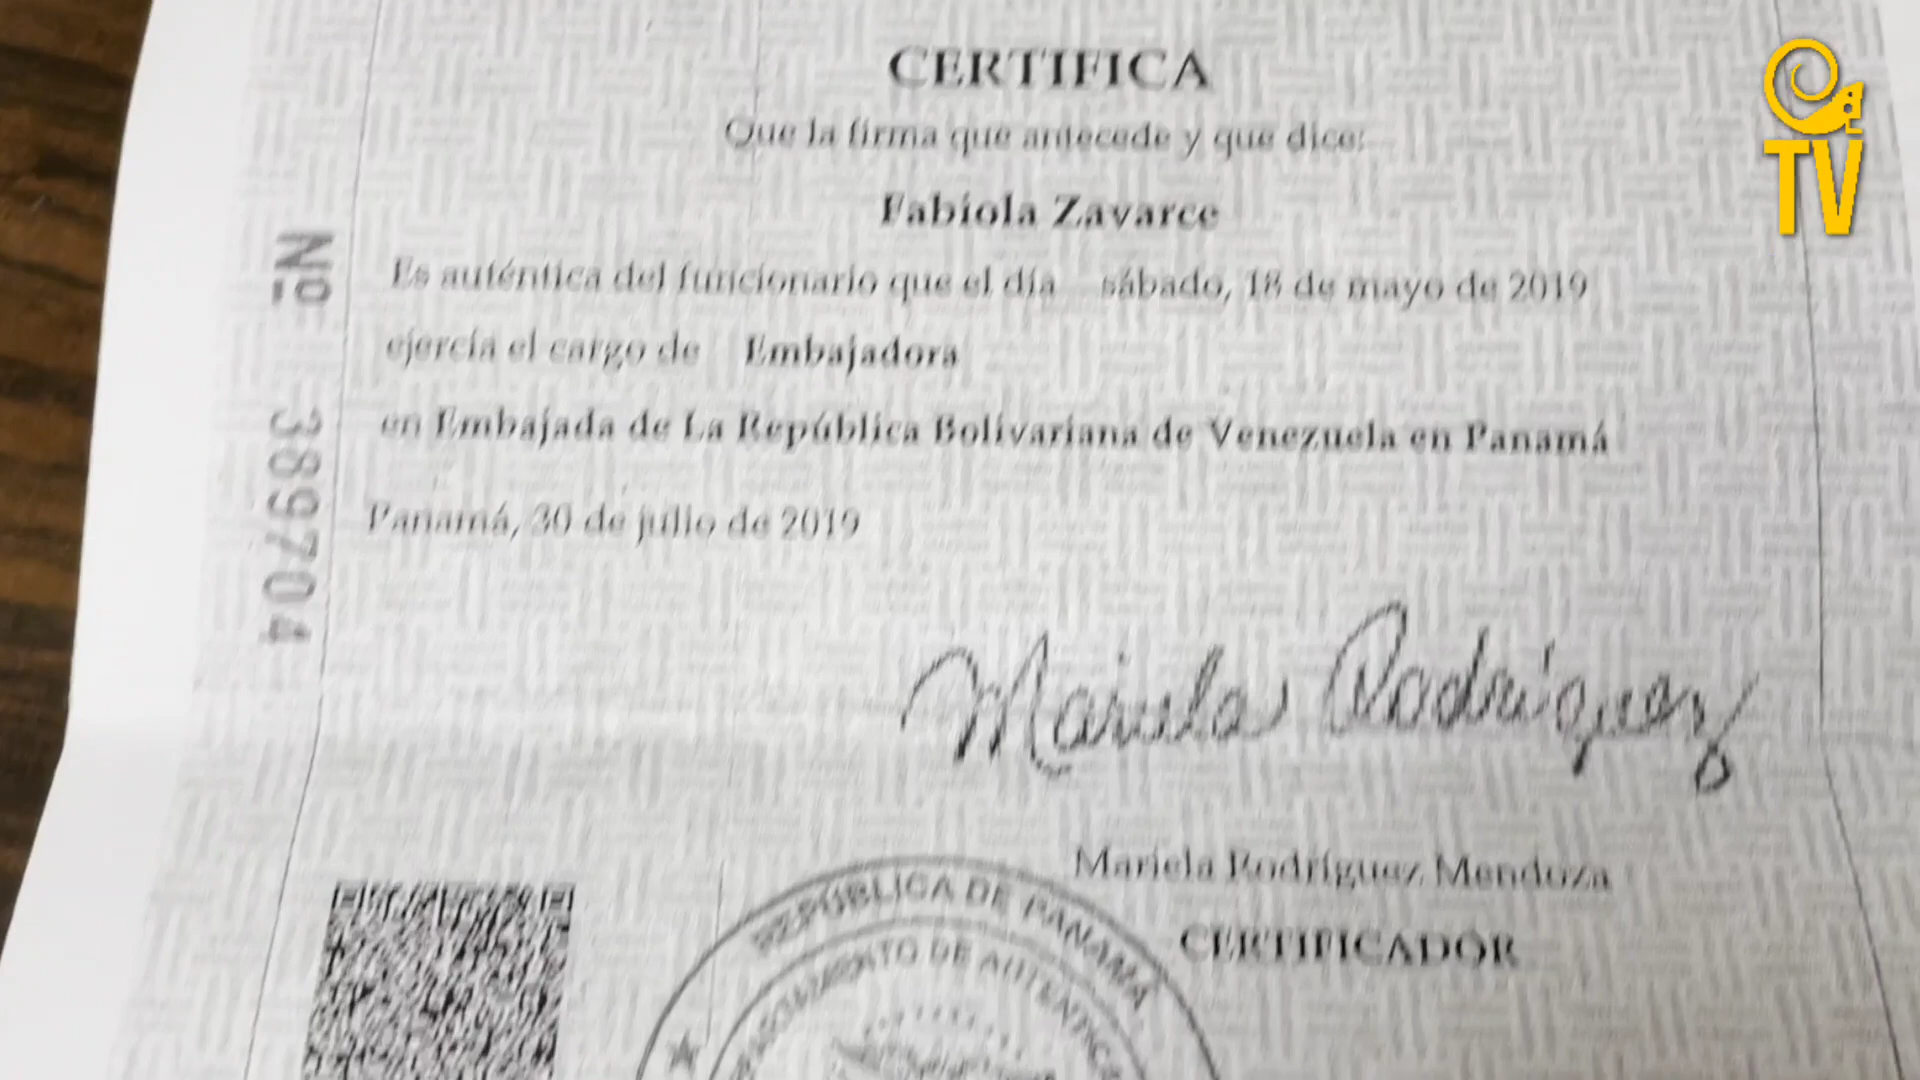 CERTIFICA
Que la firma que antecede y que dice:
Fabiola Zavarce
Es auténtica del funcionario que el día sábado, 18 de mayo de 2019
ejercía el cargo de Embajadora
en Embajada de La República Bolivariana de Venezuela en Panamá
Panamá, 30 de julio de 2019
Nº 3897704
Mariela Rodríguez
Mariela Rodríguez Mendoza
CERTIFICADOR
REPÚBLICA DE PANAMÁ
DE
TV